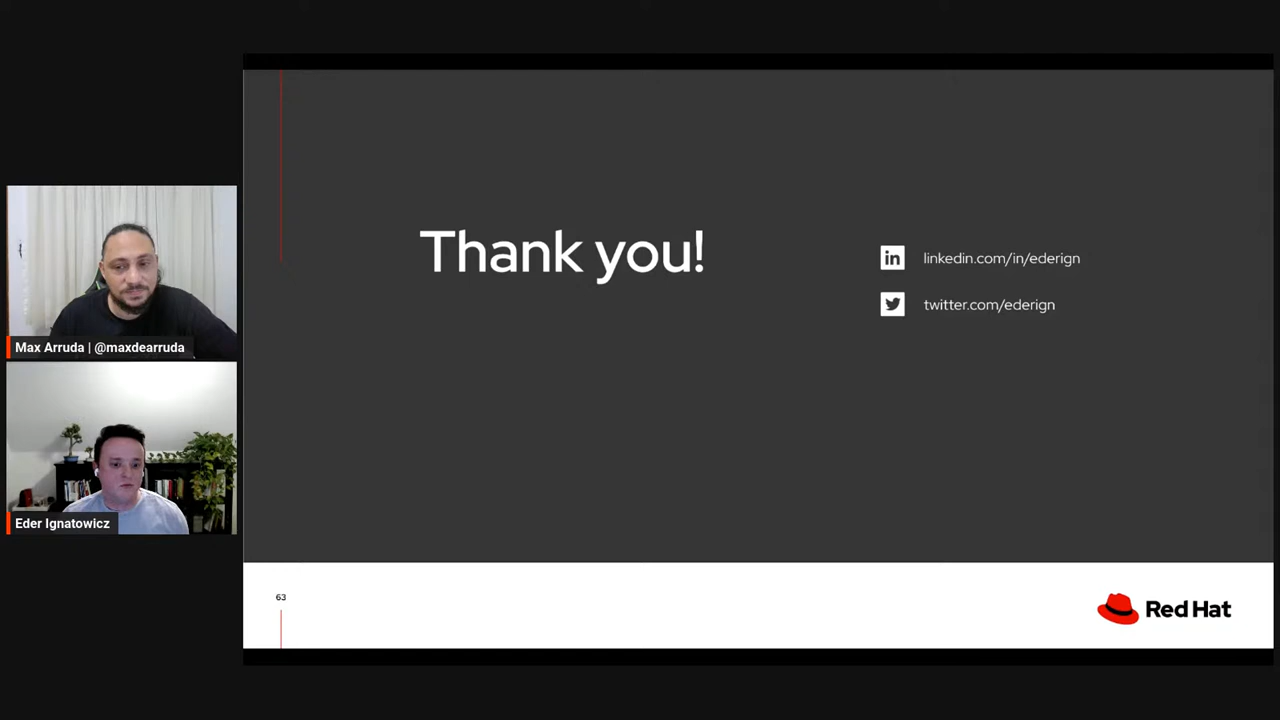 Thank you!
linkedin.com/in/ederign
twitter.com/ederign
Max Arruda | @maxdearruda
Eder Ignatowicz
63
Red Hat